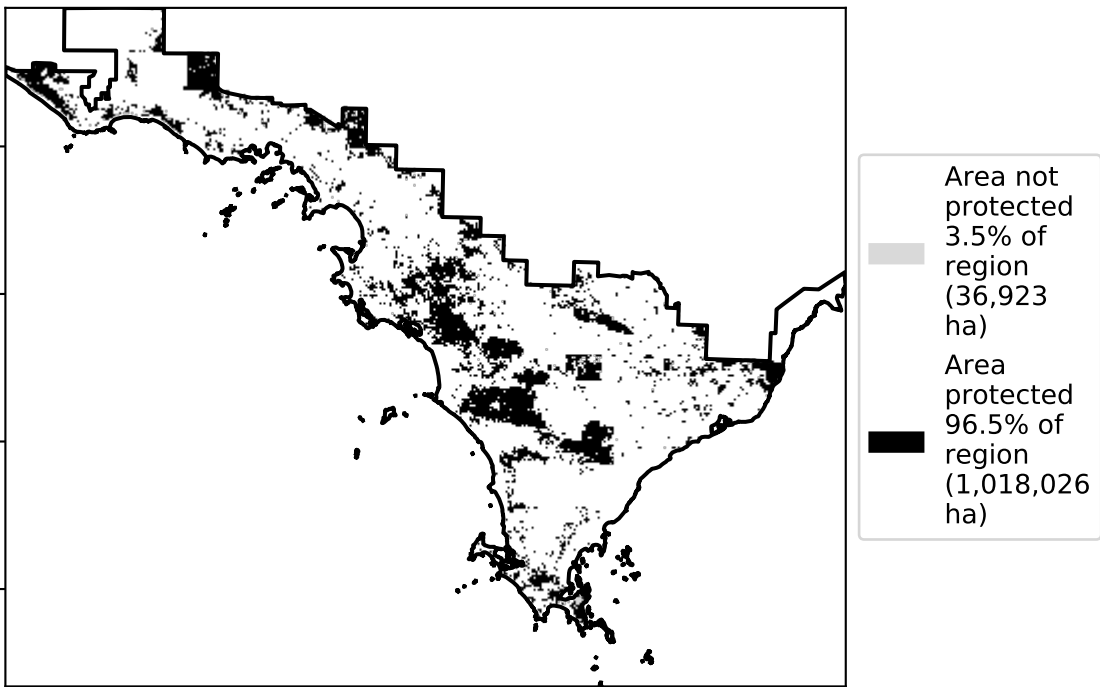 Area not
protected
3.5% of
region
(36,923
ha)
Area
protected
96.5% of
region
(1,018,026
ha)